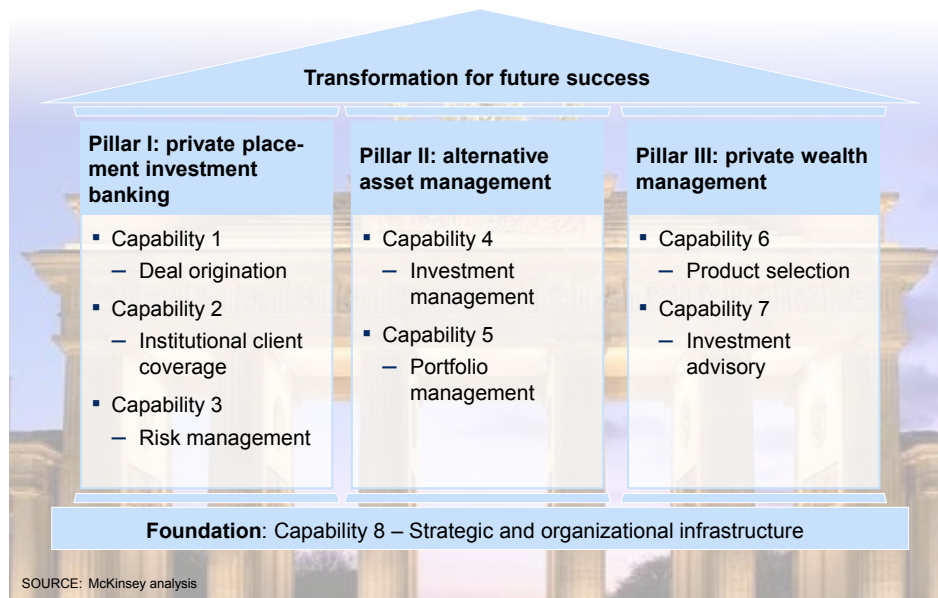 Transformation for future success
Pillar I: private place-
ment investment
banking
▪ Capability 1
– Deal origination
▪ Capability 2
– Institutional client
coverage
▪ Capability 3
– Risk management
Pillar II: alternative
asset management
▪ Capability 4
– Investment
management
▪ Capability 5
– Portfolio
management
Pillar III: private wealth
management
▪ Capability 6
– Product selection
▪ Capability 7
– Investment
advisory
Foundation: Capability 8 – Strategic and organizational infrastructure
SOURCE: McKinsey analysis